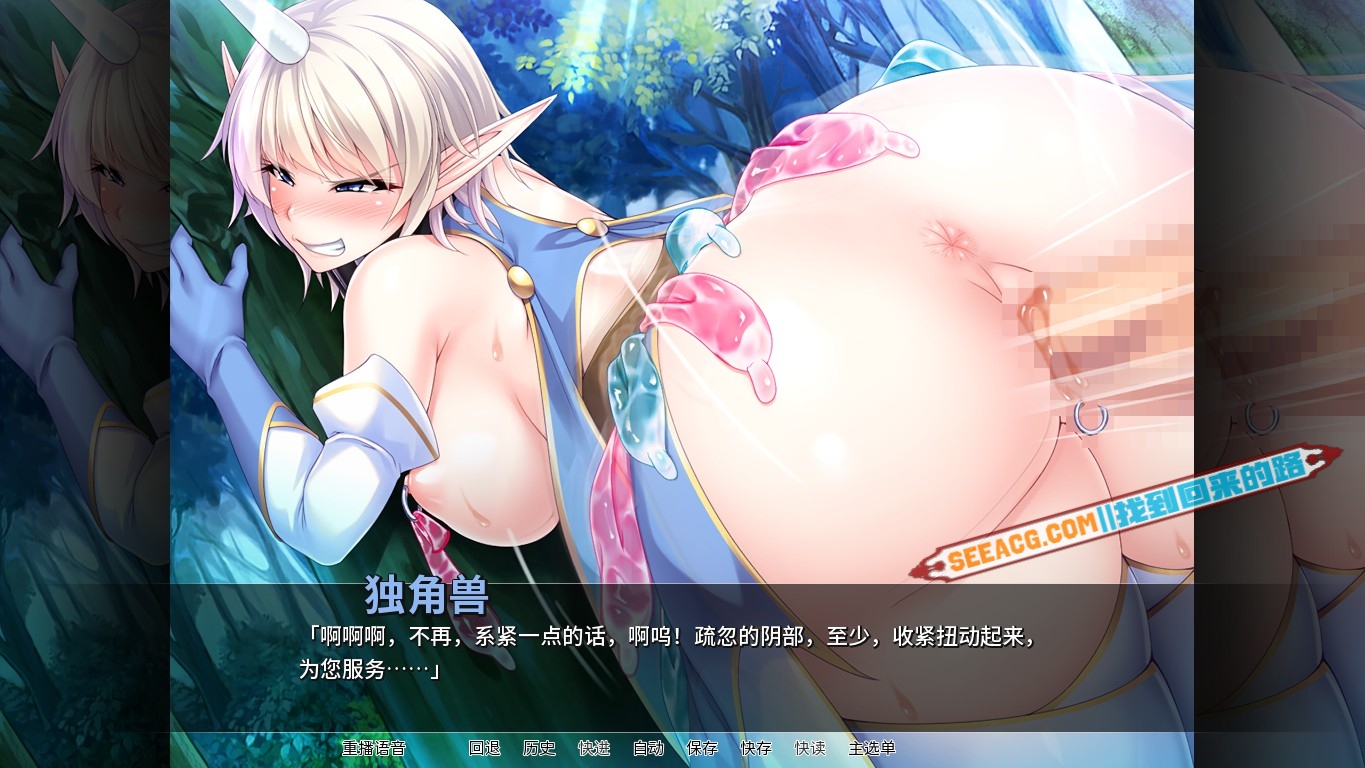 SEEACG.COM||找到回来的路
独角兽
「啊啊啊，不再，系紧一点的话，啊呜！疏忽的阴部，至少，收紧扭动起来，
为您服务……」
重播语音 回退 历史 快进 自动 保存 快存 快读 主选单